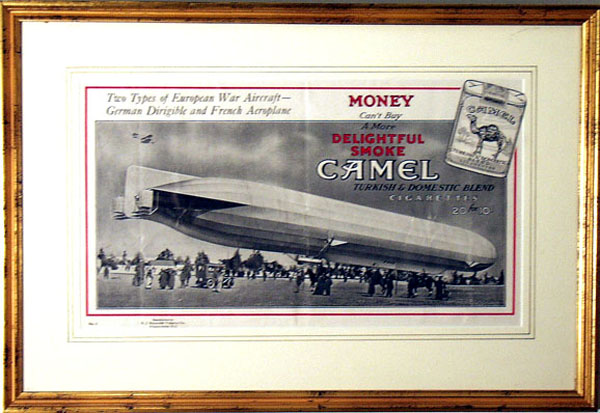 Two Types of European War Aircraft—
German Dirigible and French Aeroplane
MONEY
Can't Buy
A More
DELIGHTFUL
SMOKE
CAMEL
TURKISH & DOMESTIC BLEND
CIGARETTES
20 for 10
CAMEL